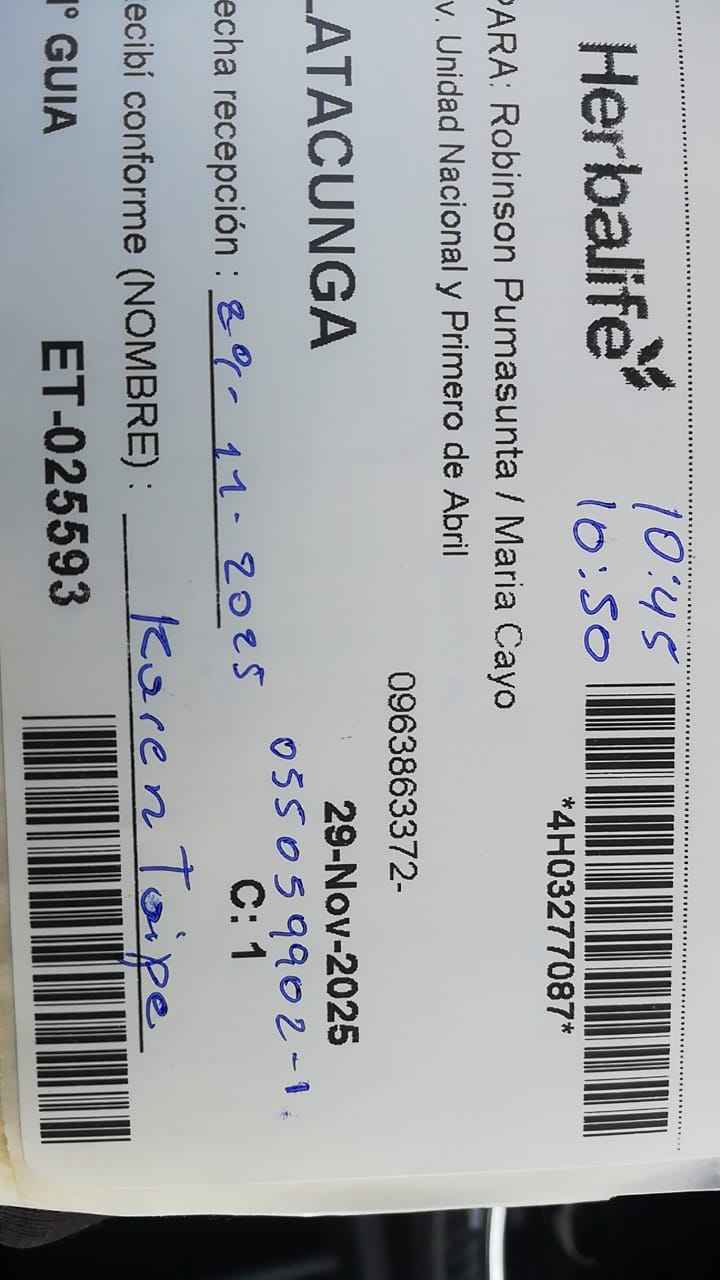 Herbalife
10:45
10:50
*4H03277087*
PARA: Robinson Pumasunta / Maria Cayo
v. Unidad Nacional y Primero de Abril
0963863372-
LATACUNGA
29-Nov-2025
055059902-1
echa recepción : 29-11-2025
C: 1
ecibí conforme (NOMBRE) : Karen Taipe
N° GUIA ET-025593